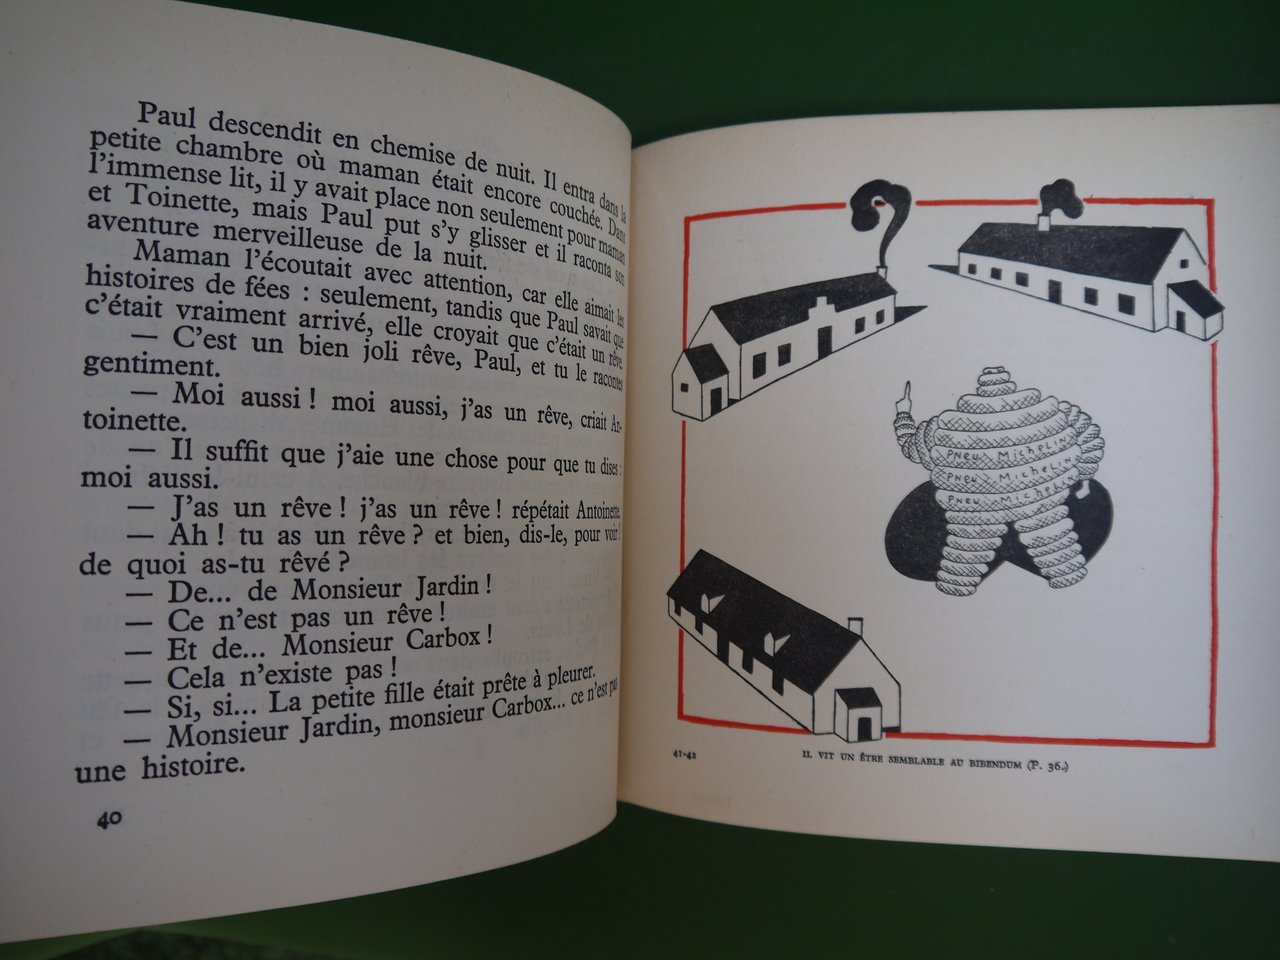 Paul descendit en chemise de nuit. Il entra dans la
petite chambre où maman était encore couchée. Dans
l'immense lit, il y avait place non seulement pour maman
et Toinette, mais Paul put s'y glisser et il raconta son
aventure merveilleuse de la nuit.
Maman l'écoutait avec attention, car elle aimait les
histoires de fées : seulement, tandis que Paul savait que
c'était vraiment arrivé, elle croyait que c'était un rêve.
— C'est un bien joli rêve, Paul, et tu le racontes
gentiment.
— Moi aussi ! moi aussi, j'as un rêve, criait An-
toinette.
— Il suffit que j'aie une chose pour que tu dises :
moi aussi.
— J'as un rêve ! j'as un rêve ! répétait Antoinette.
— Ah ! tu as un rêve ? et bien, dis-le, pour voir !
de quoi as-tu rêvé ?
— De... de Monsieur Jardin !
— Ce n'est pas un rêve !
— Et de... Monsieur Carbox !
— Cela n'existe pas !
— Si, si... La petite fille était prête à pleurer.
— Monsieur Jardin, monsieur Carbox... ce n'est pas
une histoire.
40
Pneu Michelin
Pneu Michelin
Pneu Michelin
41-42
IL VIT UN ÊTRE SEMBLABLE AU BIBENDUM (P. 36.)